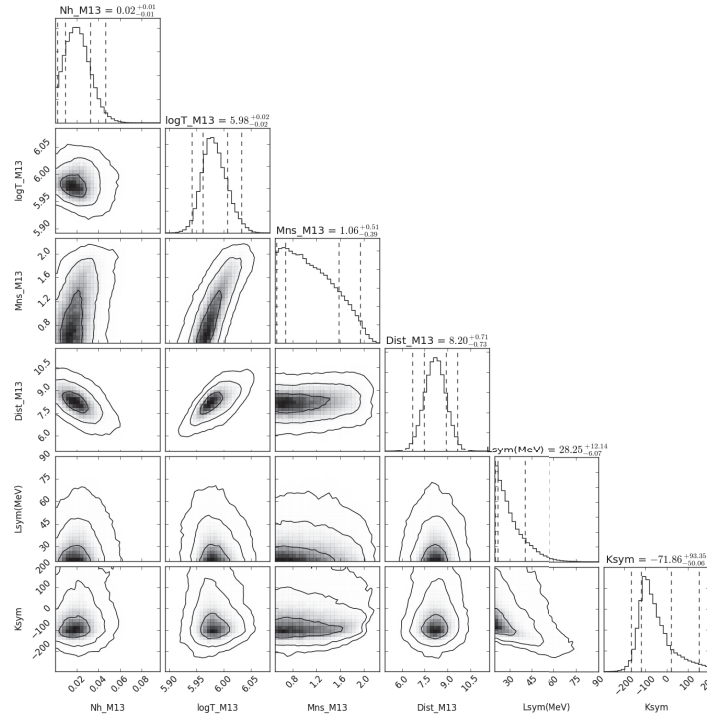 Nh_M13 = 0.02 +0.01 −0.01
logT_M13 = 5.98 +0.02 −0.02
6.05
6.00
5.95
5.90
logT_M13
Mns_M13 = 1.06 +0.51 −0.39
2.0
1.6
1.2
0.8
Mns_M13
Dist_M13 = 8.20 +0.71 −0.73
10.5
9.0
7.5
6.0
Dist_M13
Lsym(MeV) = 28.25 +12.14 −6.07
90
75
60
45
30
Lsym(MeV)
Ksym = −71.86 +93.35 −50.06
200
100
0
−100
−200
Ksym
0.02 0.04 0.06 0.08
5.90 5.95 6.00 6.05
0.8 1.2 1.6 2.0
6.0 7.5 9.0 10.5
30 45 60 75 90
−200 −100 0 100 200
Nh_M13 logT_M13 Mns_M13 Dist_M13 Lsym(MeV) Ksym